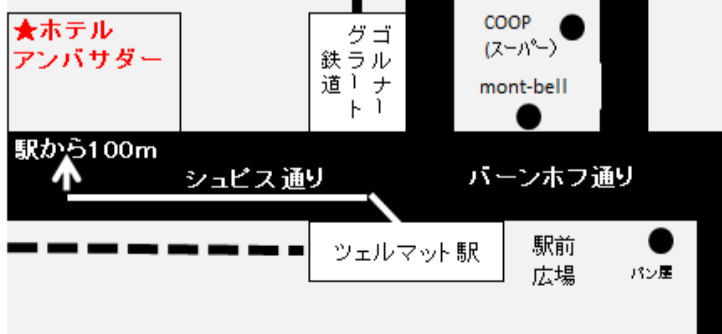 ★ホテル
アンバサダー
ゴルナー
グラート
鉄道
COOP
(スーパー)
mont-bell
駅から100m
シュビス通り
バーンホフ通り
ツェルマット駅
駅前
広場
パン屋